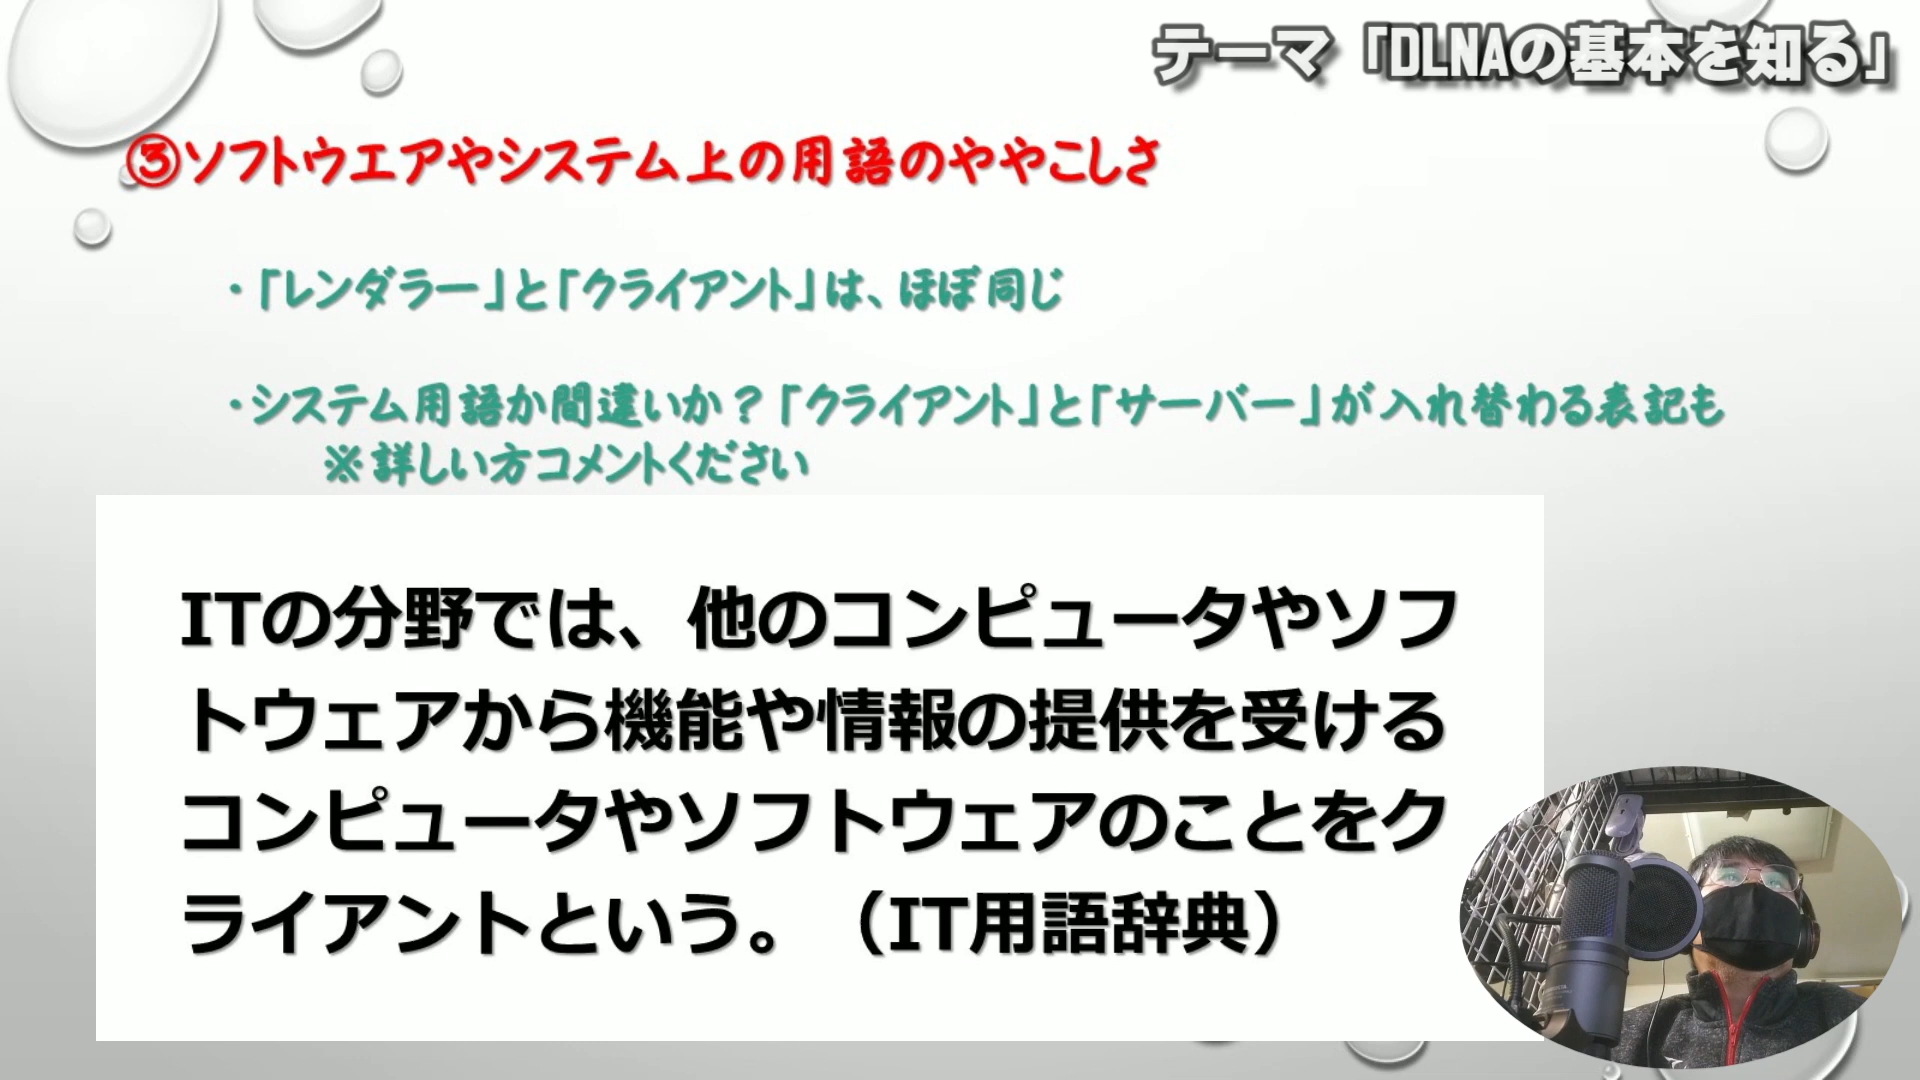 テーマ「DLNAの基本を知る」
③ソフトウエアやシステム上の用語のややこしさ
・「レンダラー」と「クライアント」は、ほぼ同じ
・システム用語か間違いか？「クライアント」と「サーバー」が入れ替わる表記も
※詳しい方コメントください
ITの分野では、他のコンピュータやソフ
トウェアから機能や情報の提供を受ける
コンピュータやソフトウェアのことをク
ライアントという。（IT用語辞典）